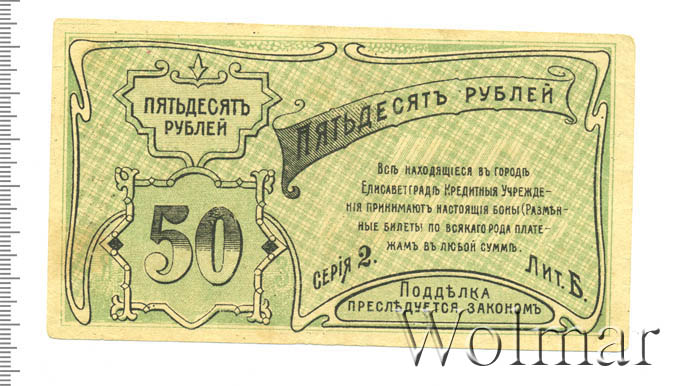 ПЯТЬДЕСЯТЪ
РУБЛЕЙ
50
ПЯТЬДЕСЯТЪ РУБЛЕЙ
Всѣ находящіеся въ городѣ
Елисаветградѣ Кредитныя Учрежде-
нія принимаютъ настоящія боны (Размѣн-
ные билеты) по всякаго рода плате-
жамъ въ любой суммѣ.
Серія 2.
Лит. Б.
Поддѣлка
преслѣдуется закономъ
Wolmar